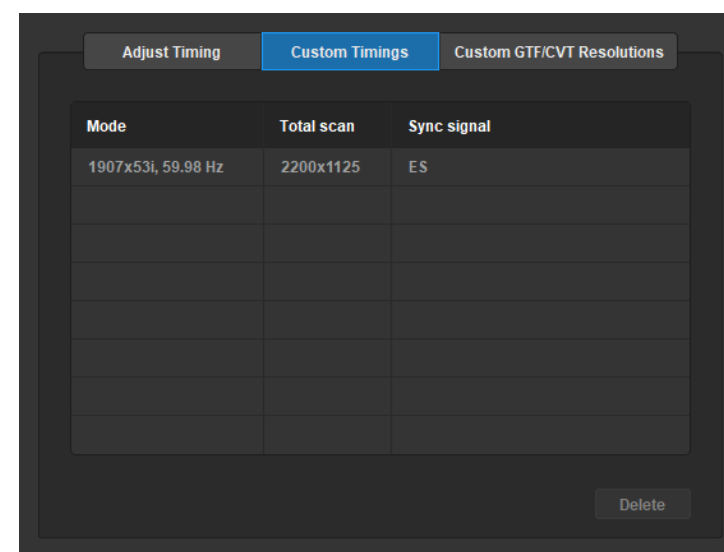 Adjust Timing Custom Timings Custom GTF/CVT Resolutions
Mode Total scan Sync signal
1907x53i, 59.98 Hz 2200x1125 ES
Delete